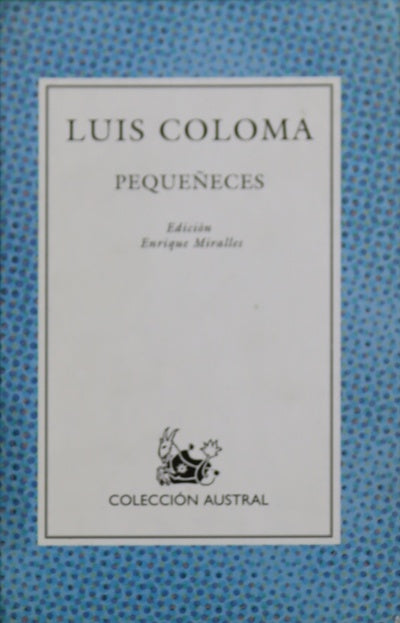 LUIS COLOMA
PEQUEÑECES
Edición
Enrique Miralles
COLECCIÓN AUSTRAL